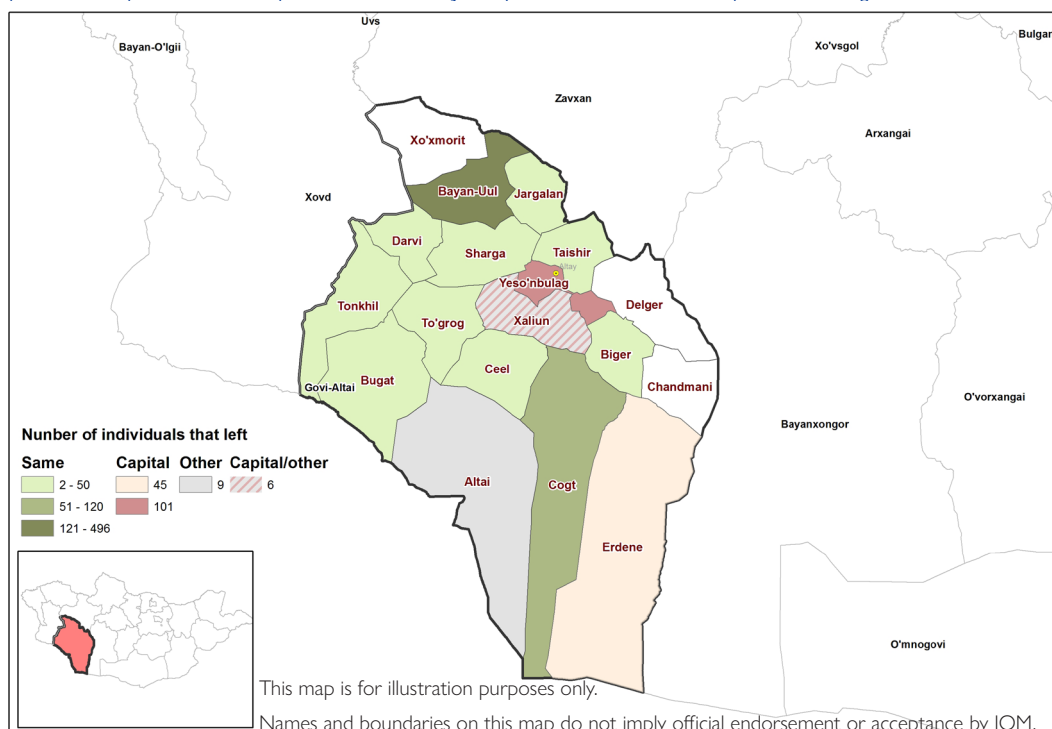 Uvs
Bayan-O'lgii
Xo'vsgol
Bulgan
Zavxan
Arxangai
Xo'xmorit
Xovd
Bayan-Uul
Jargalan
Darvi
Sharga
Taishir
Altay
Yeso'nbulag
Tonkhil
To'grog
Xaliun
Delger
Biger
Ceel
Bugat
Govi-Altai
Chandmani
O'vorxangai
Bayanxongor
Altai
Cogt
Erdene
O'mnogovi
Nunber of individuals that left
Same Capital Other Capital/other
2 - 50 45 9 6
51 - 120 101
121 - 496
This map is for illustration purposes only.
Names and boundaries on this map do not imply official endorsement or acceptance by IOM.